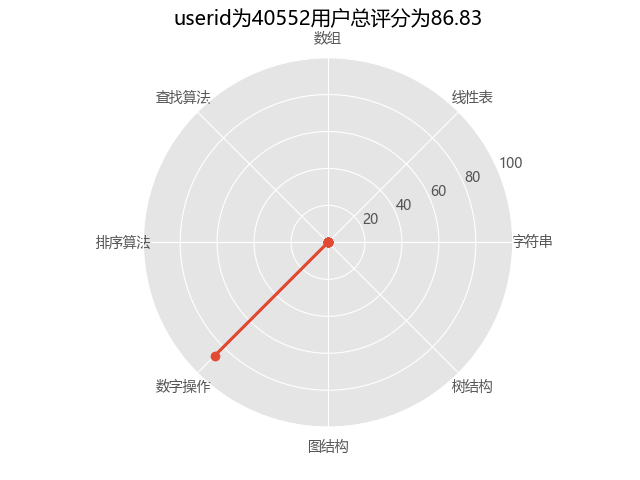 userid为40552用户总评分为86.83
数组
查找算法
线性表
100
80
60
40
20
排序算法
字符串
数字操作
树结构
图结构